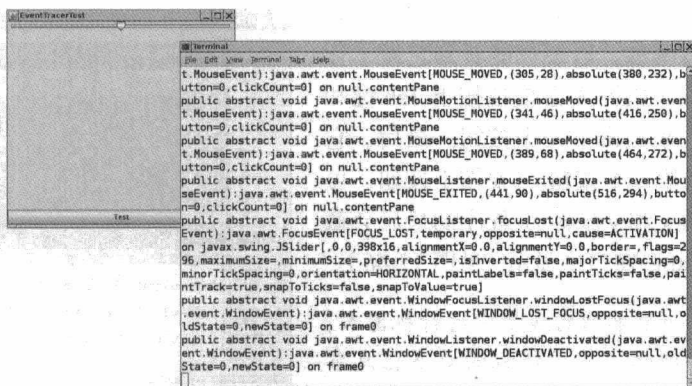 EventTracerTest
Test
Terminal
File Edit View Terminal Tabs Help
t.MouseEvent):java.awt.event.MouseEvent[MOUSE_MOVED,(305,28),absolute(380,232),b
utton=0,clickCount=0] on null.contentPane
public abstract void java.awt.event.MouseMotionListener.mouseMoved(java.awt.even
t.MouseEvent):java.awt.event.MouseEvent[MOUSE_MOVED,(341,46),absolute(416,250),b
utton=0,clickCount=0] on null.contentPane
public abstract void java.awt.event.MouseMotionListener.mouseMoved(java.awt.even
t.MouseEvent):java.awt.event.MouseEvent[MOUSE_MOVED,(389,68),absolute(464,272),b
utton=0,clickCount=0] on null.contentPane
public abstract void java.awt.event.MouseListener.mouseExited(java.awt.event.Mou
seEvent):java.awt.event.MouseEvent[MOUSE_EXITED,(441,90),absolute(516,294),butto
n=0,clickCount=0] on null.contentPane
public abstract void java.awt.event.FocusListener.focusLost(java.awt.event.Focus
Event):java.awt.FocusEvent[FOCUS_LOST,temporary,opposite=null,cause=ACTIVATION]
on javax.swing.JSlider[,0,0,398x16,alignmentX=0.0,alignmentY=0.0,border=,flags=2
96,maximumSize=,minimumSize=,preferredSize=,isInverted=false,majorTickSpacing=0,
minorTickSpacing=0,orientation=HORIZONTAL,paintLabels=false,paintTicks=false,pai
ntTrack=true,snapToTicks=false,snapToValue=true]
public abstract void java.awt.event.WindowFocusListener.windowLostFocus(java.awt
.event.WindowEvent):java.awt.event.WindowEvent[WINDOW_LOST_FOCUS,opposite=null,o
ldState=0,newState=0] on frame0
public abstract void java.awt.event.WindowListener.windowDeactivated(java.awt.ev
ent.WindowEvent):java.awt.event.WindowEvent[WINDOW_DEACTIVATED,opposite=null,old
State=0,newState=0] on frame0